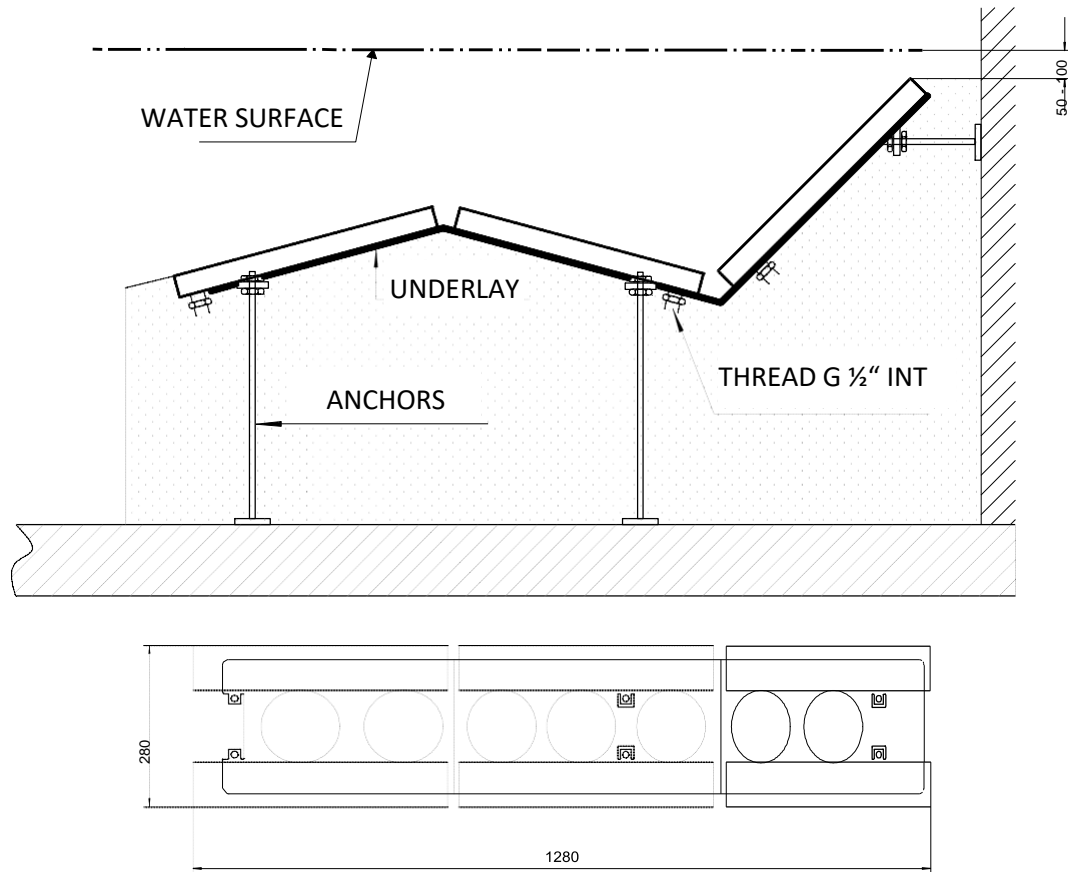 50 - 100
WATER SURFACE
UNDERLAY
THREAD G ½“ INT
ANCHORS
280
1280